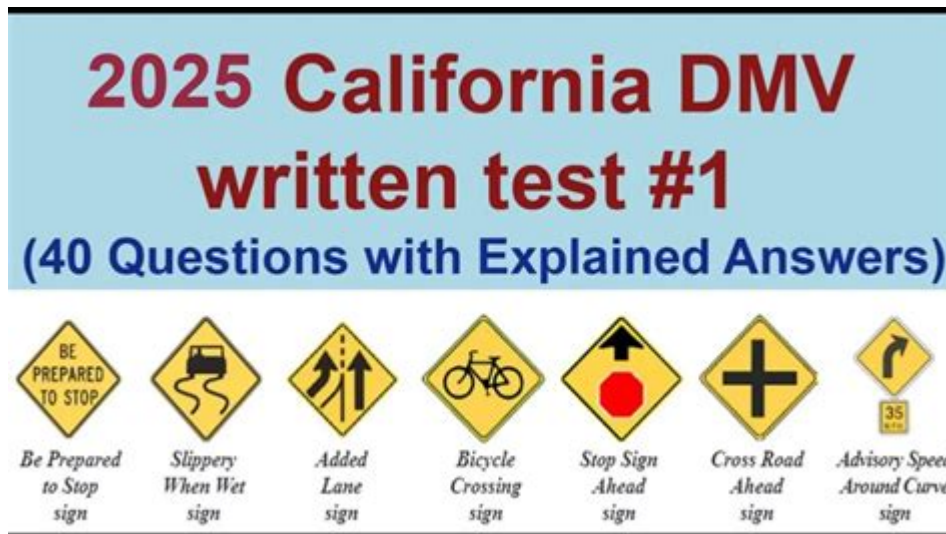 2025 California DMV
written test #1
(40 Questions with Explained Answers)
BE
PREPARED
TO STOP
35
Be Prepared
to Stop
sign
Slippery
When Wet
sign
Added
Lane
sign
Bicycle
Crossing
sign
Stop Sign
Ahead
sign
Cross Road
Ahead
sign
Advisory Speed
Around Curve
sign